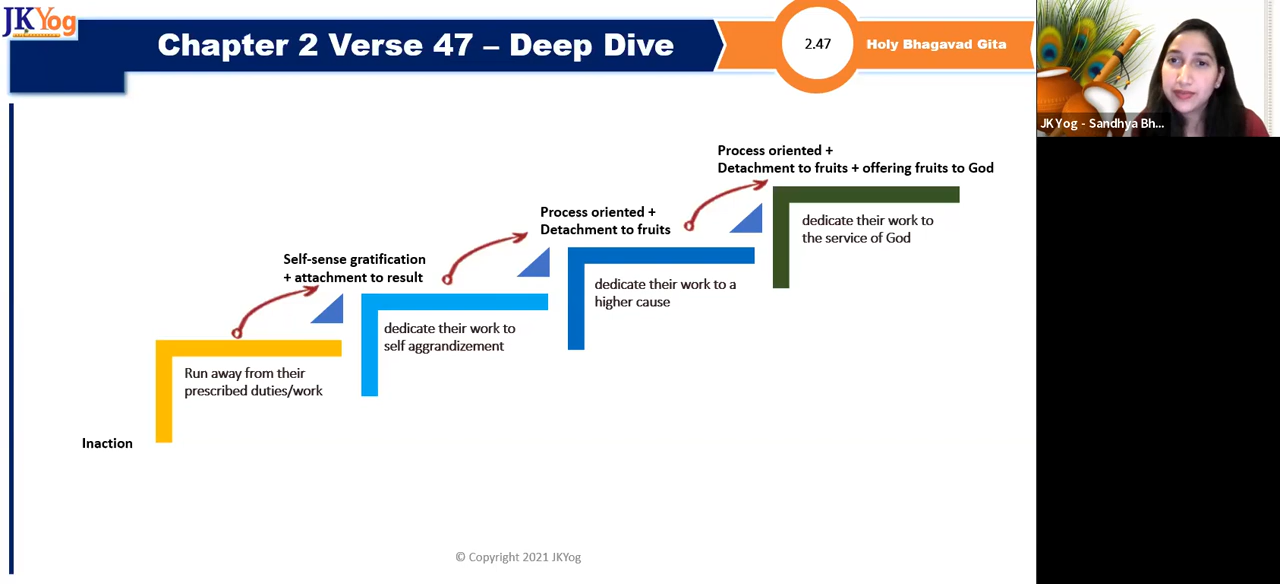 JKYog
Chapter 2 Verse 47 – Deep Dive
2.47
Holy Bhagavad Gita
JKYog - Sandhya Bh...
Process oriented +
Detachment to fruits + offering fruits to God
dedicate their work to
the service of God
Process oriented +
Detachment to fruits
dedicate their work to a
higher cause
Self-sense gratification
+ attachment to result
dedicate their work to
self aggrandizement
Run away from their
prescribed duties/work
Inaction
© Copyright 2021 JKYog